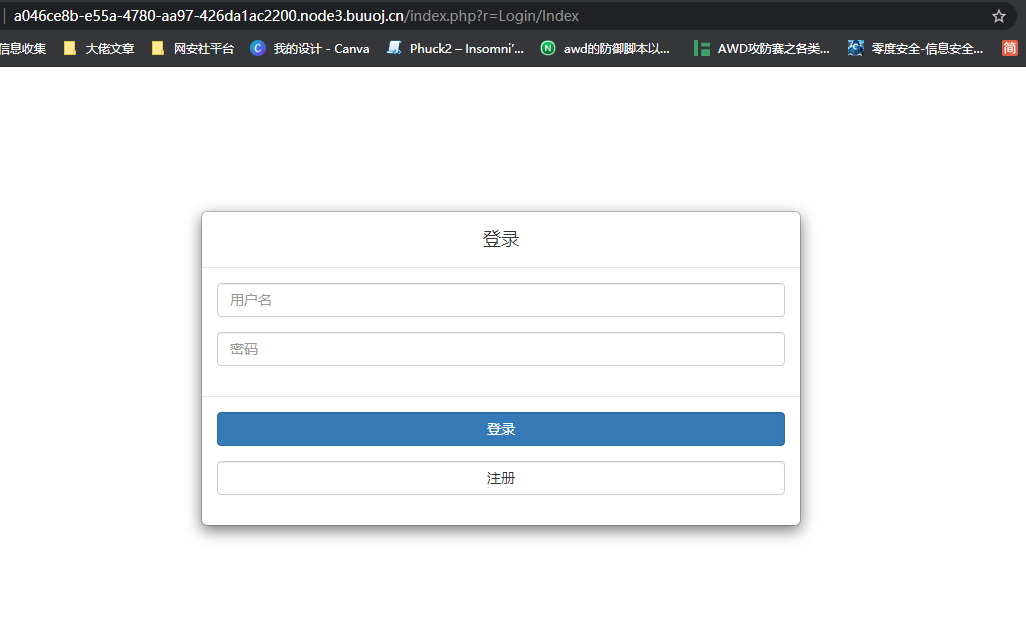 a046ce8b-e55a-4780-aa97-426da1ac2200.node3.buuoj.cn/index.php?r=Login/Index
信息收集 大佬文章 网安社平台 C 我的设计 - Canva Phuck2 – Insomni’... N awd的防御脚本以... AWD攻防赛之各类... 零度安全-信息安全... 简
登录
用户名
密码
登录
注册